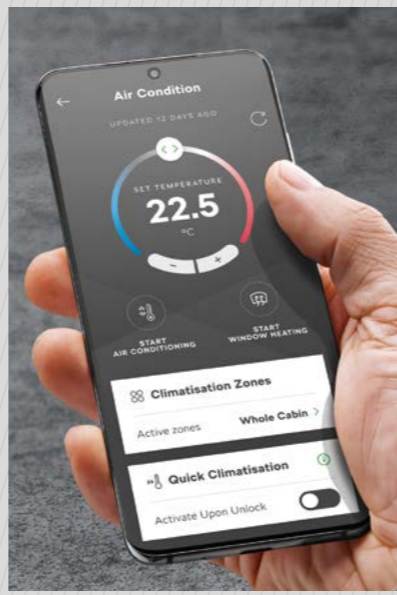 Air Condition
UPDATED 12 DAYS AGO
SET TEMPERATURE
22.5
°C
− +
START
AIR CONDITIONING
START
WINDOW HEATING
Climatisation Zones
Active zones Whole Cabin >
Quick Climatisation
Activate Upon Unlock